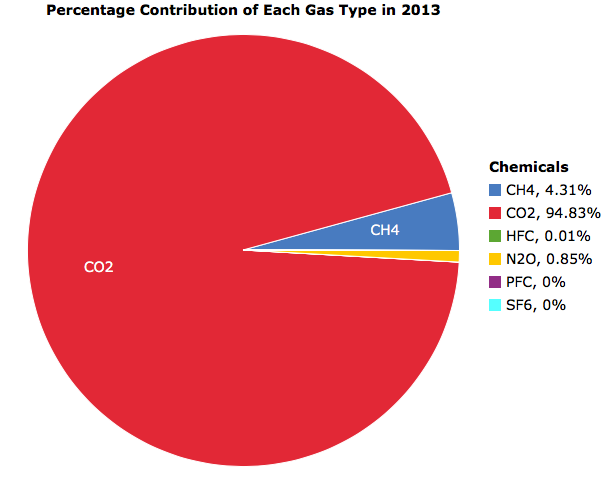 Percentage Contribution of Each Gas Type in 2013
Chemicals
CH4, 4.31%
CO2, 94.83%
HFC, 0.01%
N2O, 0.85%
PFC, 0%
SF6, 0%
CH4
CO2